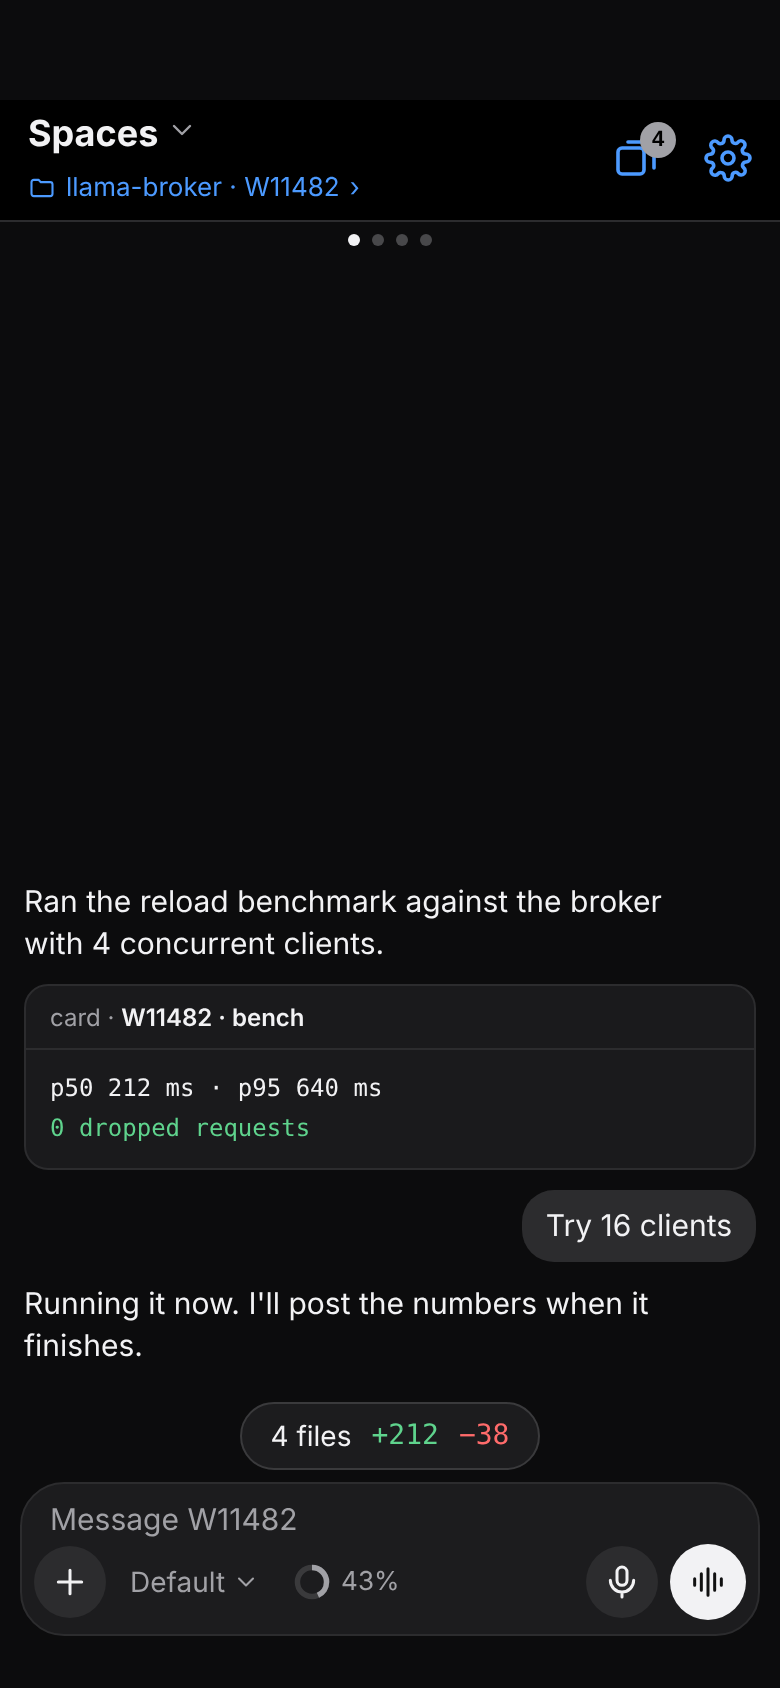 Spaces
4
llama-broker · W11482 ›
Ran the reload benchmark against the broker
with 4 concurrent clients.
card · W11482 · bench
p50 212 ms · p95 640 ms
0 dropped requests
Try 16 clients
Running it now. I'll post the numbers when it
finishes.
4 files +212 −38
Message W11482
Default 43%